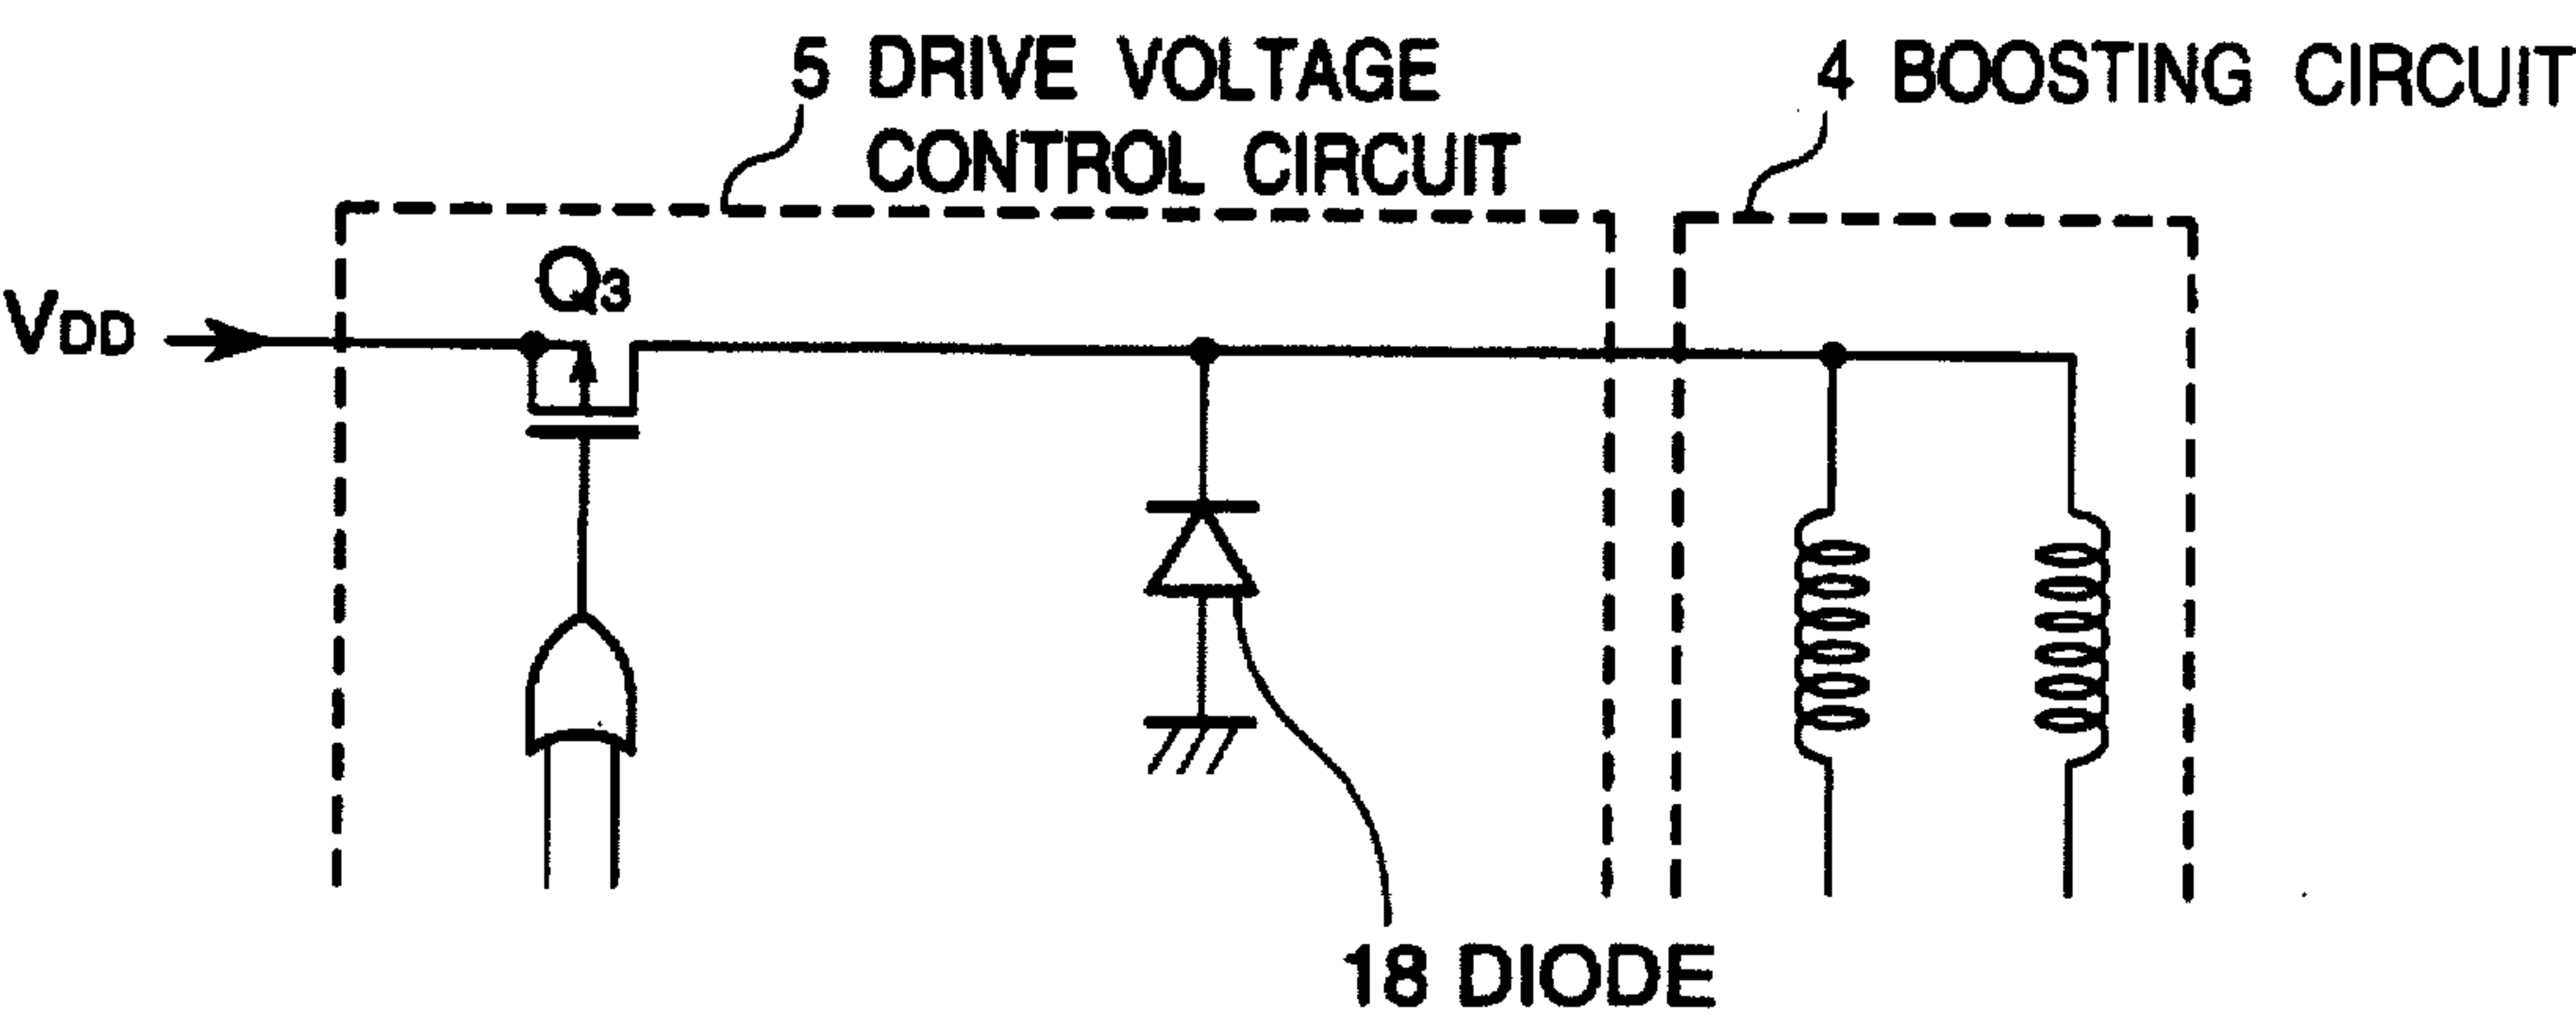 5 DRIVE VOLTAGE
CONTROL CIRCUIT
4 BOOSTING CIRCUIT
Q3
VDD
18 DIODE